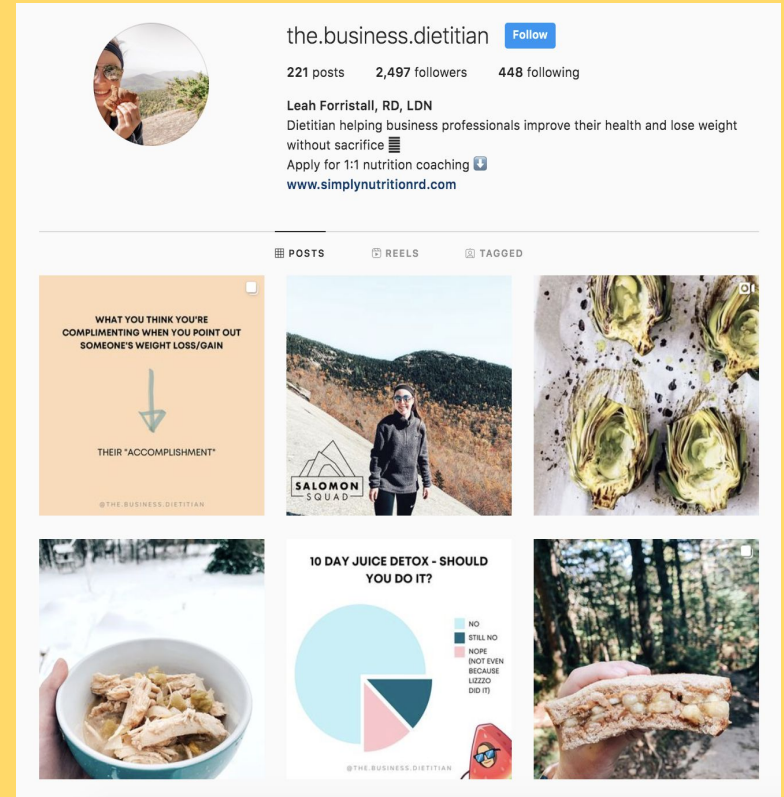 the.business.dietitian Follow
221 posts 2,497 followers 448 following
Leah Forristall, RD, LDN
Dietitian helping business professionals improve their health and lose weight
without sacrifice
Apply for 1:1 nutrition coaching ⬇️
www.simplynutritionrd.com
POSTS REELS TAGGED
WHAT YOU THINK YOU'RE
COMPLIMENTING WHEN YOU POINT OUT
SOMEONE'S WEIGHT LOSS/GAIN
THEIR "ACCOMPLISHMENT"
@THE.BUSINESS.DIETITIAN
SALOMON
SQUAD
10 DAY JUICE DETOX - SHOULD
YOU DO IT?
NO
STILL NO
NOPE
(NOT EVEN
BECAUSE
LIZZZO
DID IT)
@THE.BUSINESS.DIETITIAN